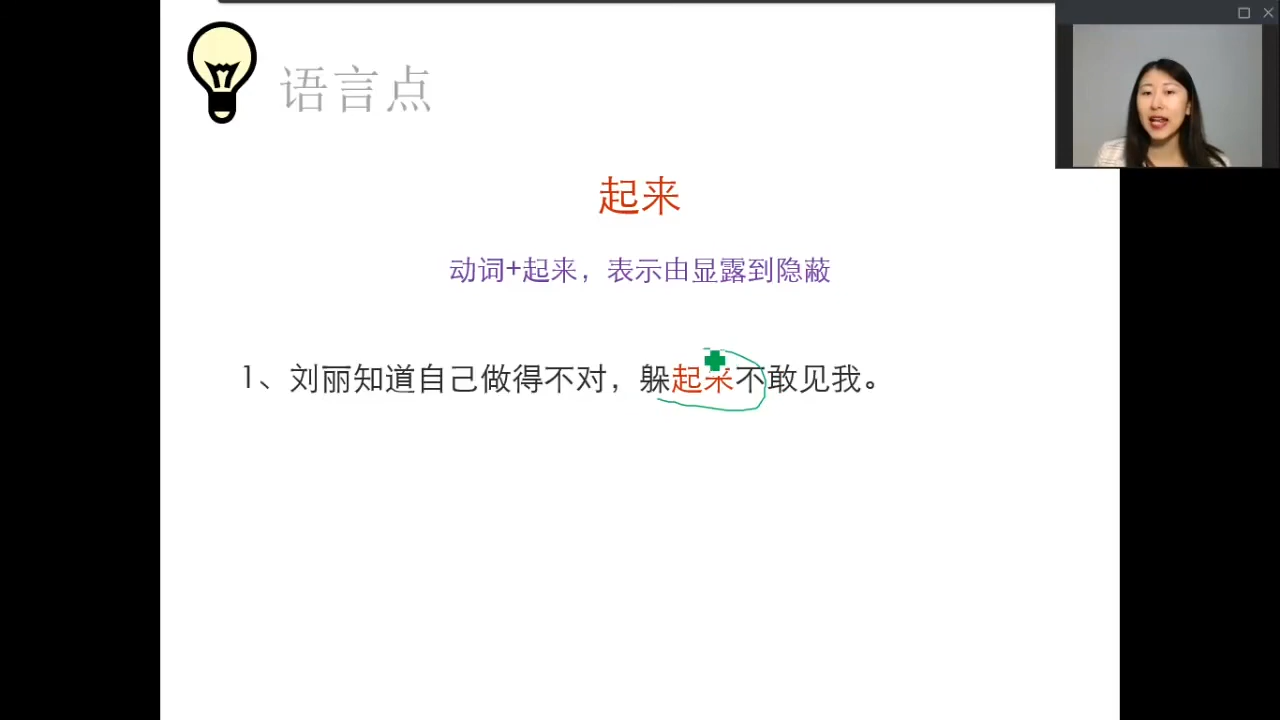 语言点
起来
动词+起来，表示由显露到隐蔽
1、刘丽知道自己做得不对，躲起来不敢见我。